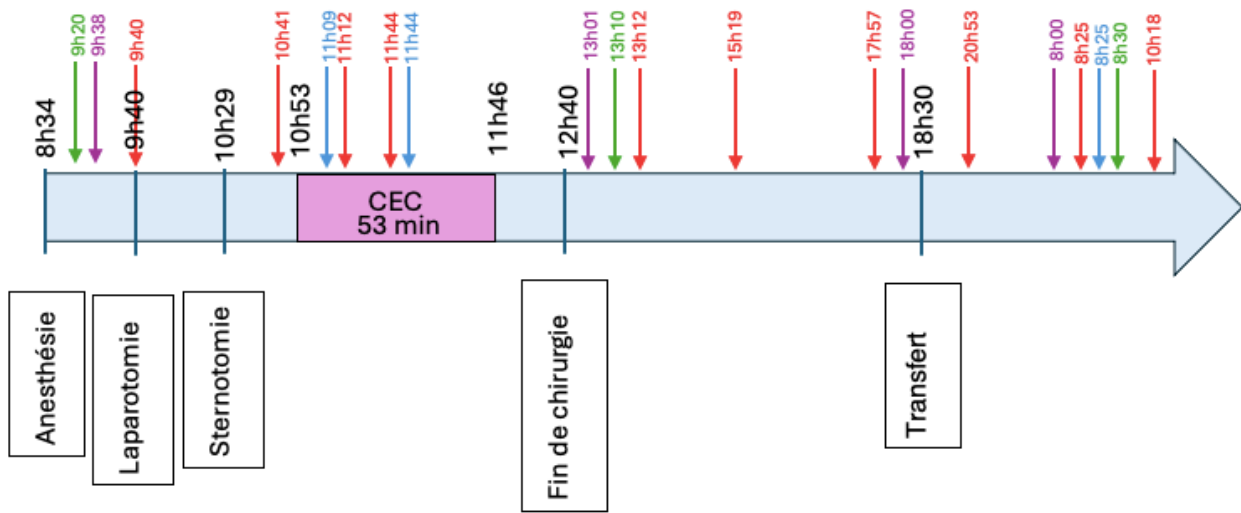 8h34
9h20
9h38
9h40
9h40
10h29
10h41
10h53
11h09
11h12
11h44
11h44
11h46
12h40
13h01
13h10
13h12
15h19
17h57
18h00
18h30
20h53
8h00
8h25
8h25
8h30
10h18
CEC
53 min
Anesthésie
Laparotomie
Sternotomie
Fin de chirurgie
Transfert